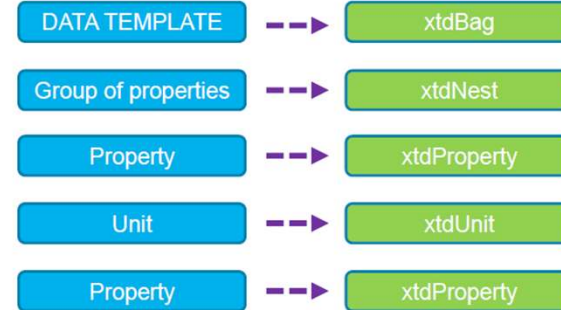 DATA TEMPLATE xtdBag
Group of properties xtdNest
Property xtdProperty
Unit xtdUnit
Property xtdProperty